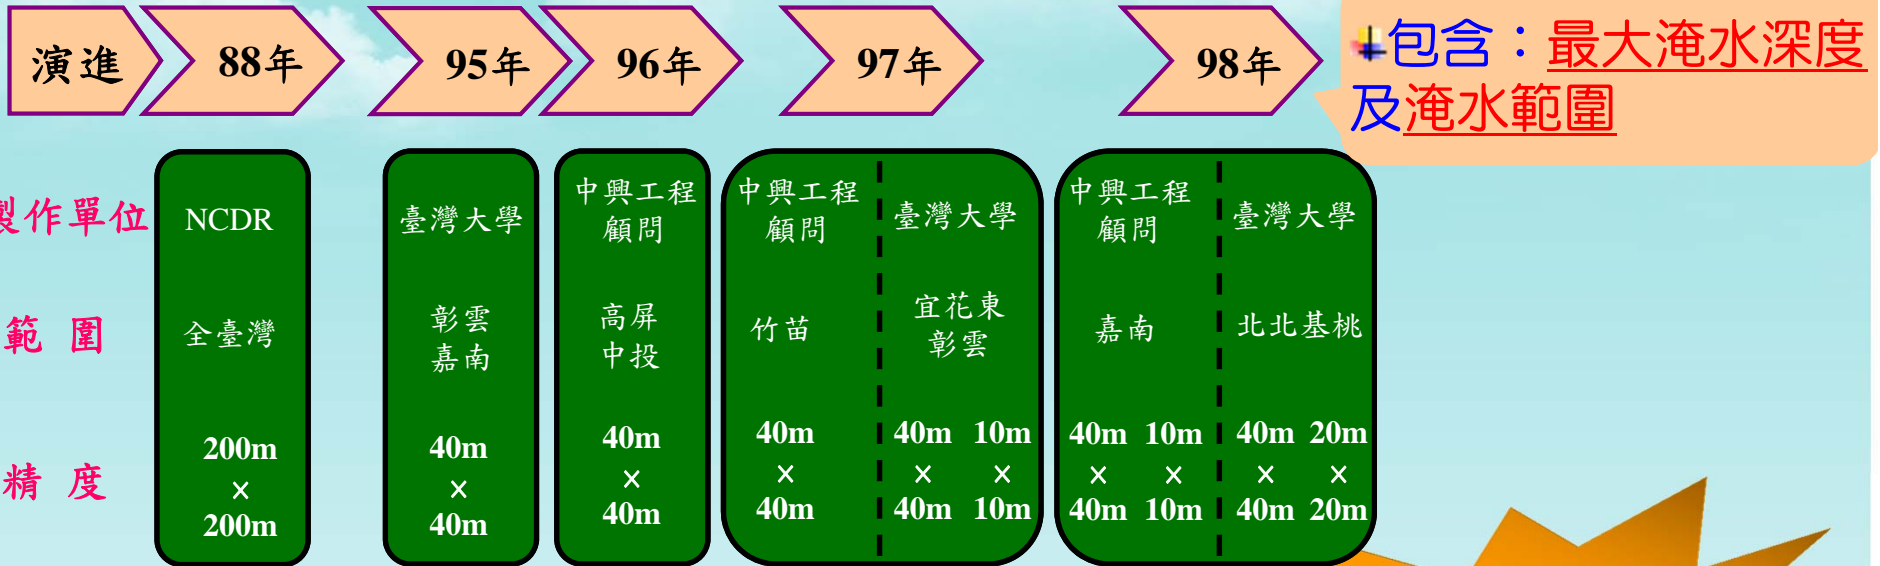 演進
88年
95年
96年
97年
98年
包含：最大淹水深度
及淹水範圍
製作單位
NCDR
臺灣大學
中興工程
顧問
中興工程
顧問
臺灣大學
中興工程
顧問
臺灣大學
範 圍
全臺灣
彰雲
嘉南
高屏
中投
竹苗
宜花東
彰雲
嘉南
北北基桃
精 度
200m
×
200m
40m
×
40m
40m
×
40m
40m
×
40m
40m 10m
× ×
40m 10m
40m 10m
× ×
40m 10m
40m 20m
× ×
40m 20m